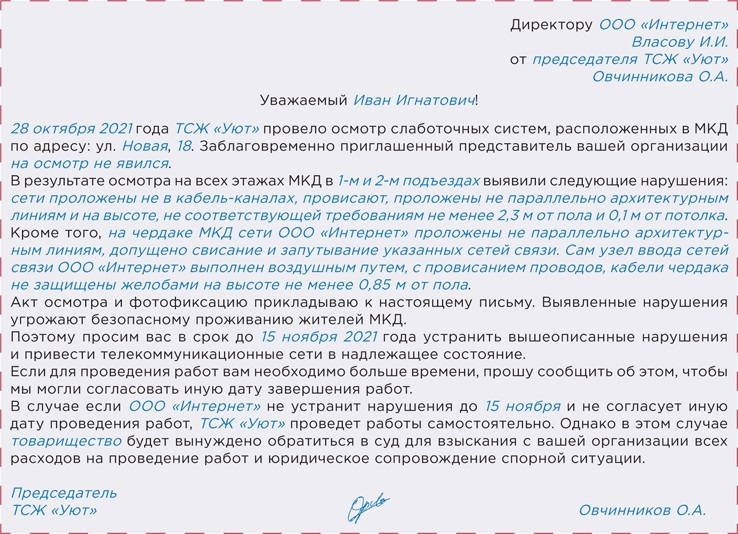 Директору ООО «Интернет»
Власову И.И.
от председателя ТСЖ «Уют»
Овчинникова О.А.
Уважаемый Иван Игнатович!
28 октября 2021 года ТСЖ «Уют» провело осмотр слаботочных систем, расположенных в МКД
по адресу: ул. Новая, 18. Заблаговременно приглашенный представитель вашей организации
на осмотр не явился.
В результате осмотра на всех этажах МКД в 1-м и 2-м подъездах выявили следующие нарушения:
сети проложены не в кабель-каналах, провисают, проложены не параллельно архитектурным
линиям и на высоте, не соответствующей требованиям не менее 2,3 м от пола и 0,1 м от потолка.
Кроме того, на чердаке МКД сети ООО «Интернет» проложены не параллельно архитектур-
ным линиям, допущено свисание и запутывание указанных сетей связи. Сам узел ввода сетей
связи ООО «Интернет» выполнен воздушным путем, с провисанием проводов, кабели чердака
не защищены желобами на высоте не менее 0,85 м от пола.
Акт осмотра и фотофиксацию прикладываю к настоящему письму. Выявленные нарушения
угрожают безопасному проживанию жителей МКД.
Поэтому просим вас в срок до 15 ноября 2021 года устранить вышеописанные нарушения
и привести телекоммуникационные сети в надлежащее состояние.
Если для проведения работ вам необходимо больше времени, прошу сообщить об этом, чтобы
мы могли согласовать иную дату завершения работ.
В случае если ООО «Интернет» не устранит нарушения до 15 ноября и не согласует иную
дату проведения работ, ТСЖ «Уют» проведет работы самостоятельно. Однако в этом случае
товарищество будет вынуждено обратиться в суд для взыскания с вашей организации всех
расходов на проведение работ и юридическое сопровождение спорной ситуации.
Председатель
ТСЖ «Уют»
Овчинников О.А.